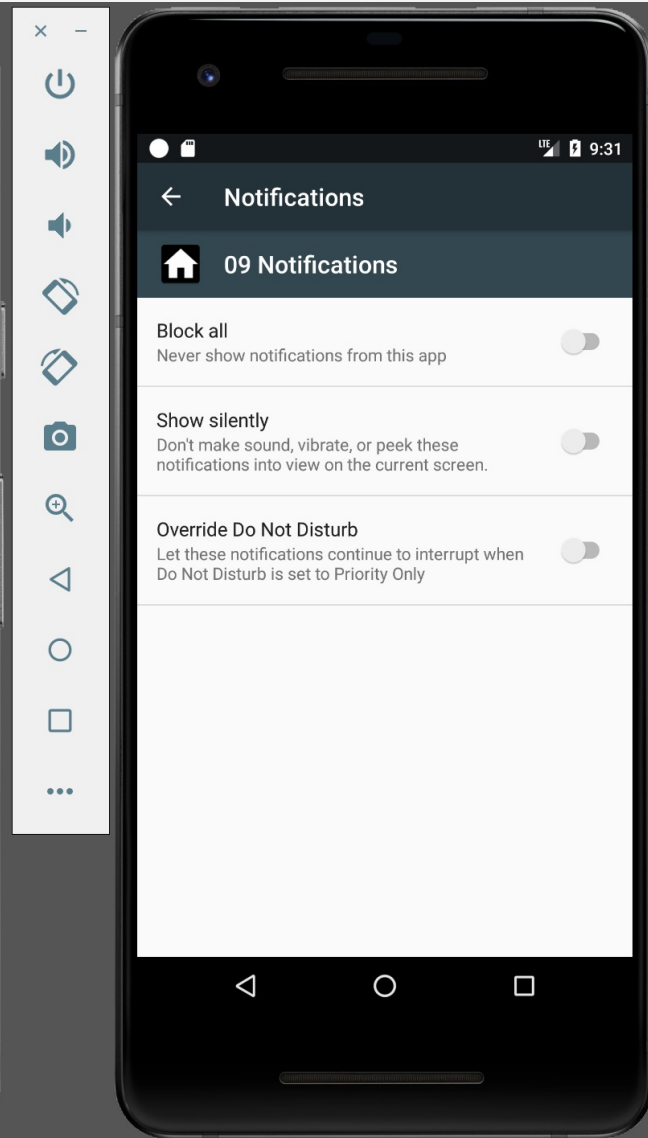 LTE 9:31
Notifications
09 Notifications
Block all
Never show notifications from this app
Show silently
Don't make sound, vibrate, or peek these
notifications into view on the current screen.
Override Do Not Disturb
Let these notifications continue to interrupt when
Do Not Disturb is set to Priority Only